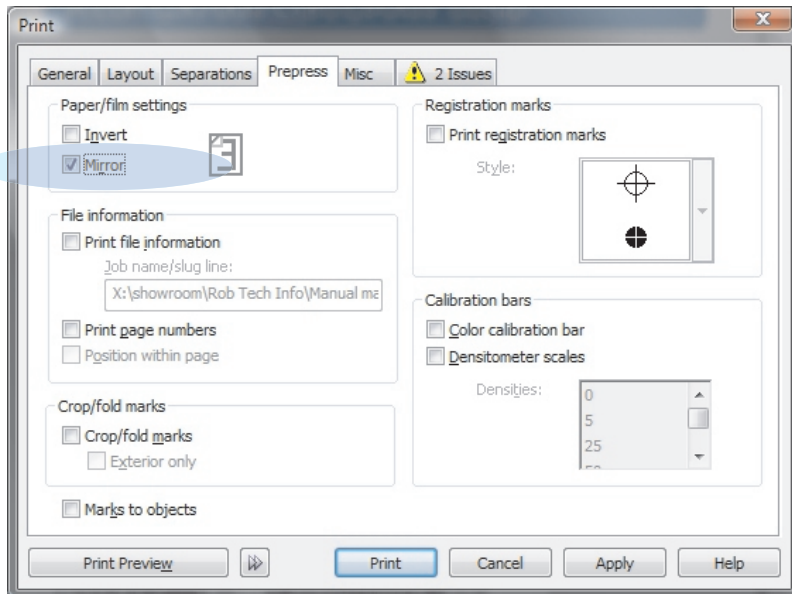 Print
General Layout Separations Prepress Misc 2 Issues
Paper/film settings
Invert
Mirror
File information
Print file information
Job name/slug line:
X:\showroom\Rob Tech Info\Manual ma
Print page numbers
Position within page
Crop/fold marks
Crop/fold marks
Exterior only
Marks to objects
Registration marks
Print registration marks
Style:
Calibration bars
Color calibration bar
Densitometer scales
Densities:
0
5
25
Print Preview Print Cancel Apply Help